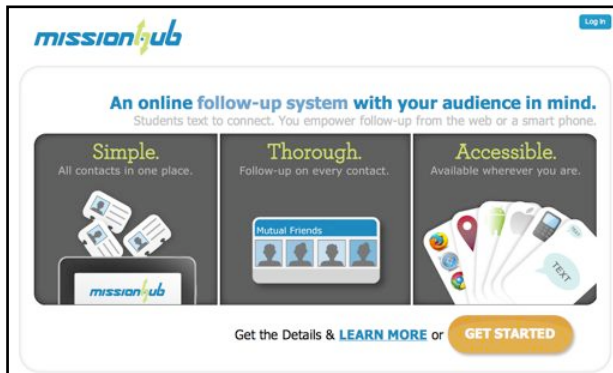 missionhub
Log In
An online follow-up system with your audience in mind.
Students text to connect. You empower follow-up from the web or a smart phone.
Simple.
All contacts in one place.
missionhub
Thorough.
Follow-up on every contact.
Mutual Friends
Accessible.
Available wherever you are.
TEXT
TEXT
Get the Details & LEARN MORE or GET STARTED